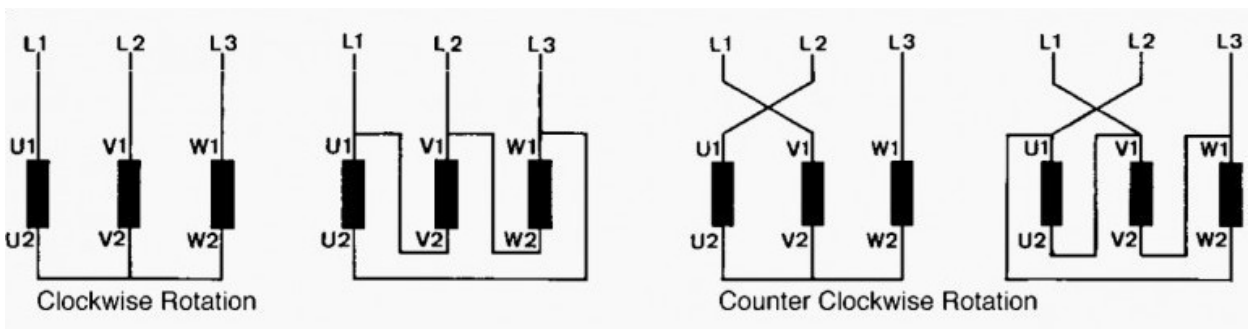 L1 L2 L3 L1 L2 L3 L1 L2 L3 L1 L2 L3
U1 V1 W1 U1 V1 W1 U1 V1 W1 U1 V1 W1
U2 V2 W2 U2 V2 W2 U2 V2 W2 U2 V2 W2
Clockwise Rotation Counter Clockwise Rotation